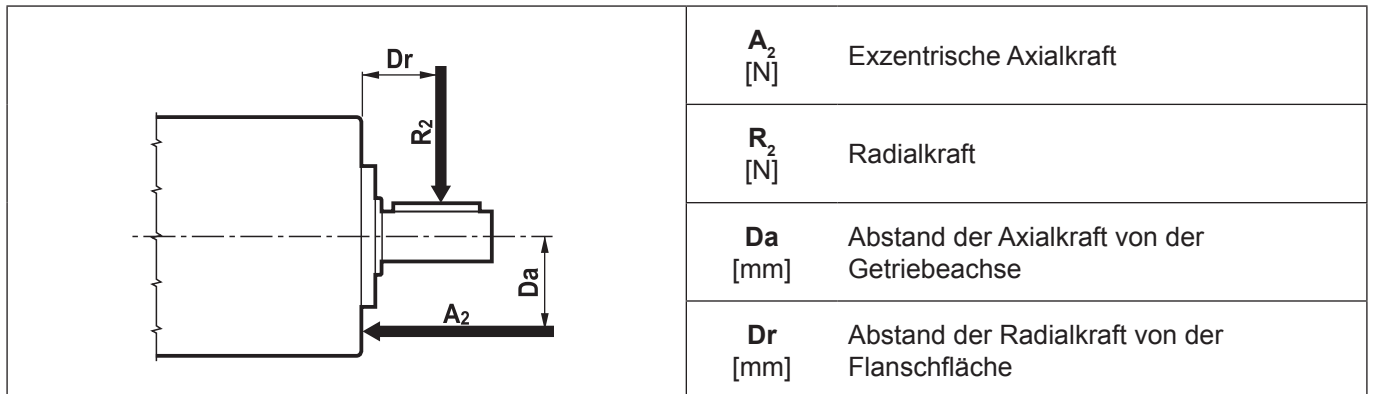 Dr
R₂
Da
A₂
A₂
[N]
Exzentrische Axialkraft
R₂
[N]
Radialkraft
Da
[mm]
Abstand der Axialkraft von der
Getriebeachse
Dr
[mm]
Abstand der Radialkraft von der
Flanschfläche